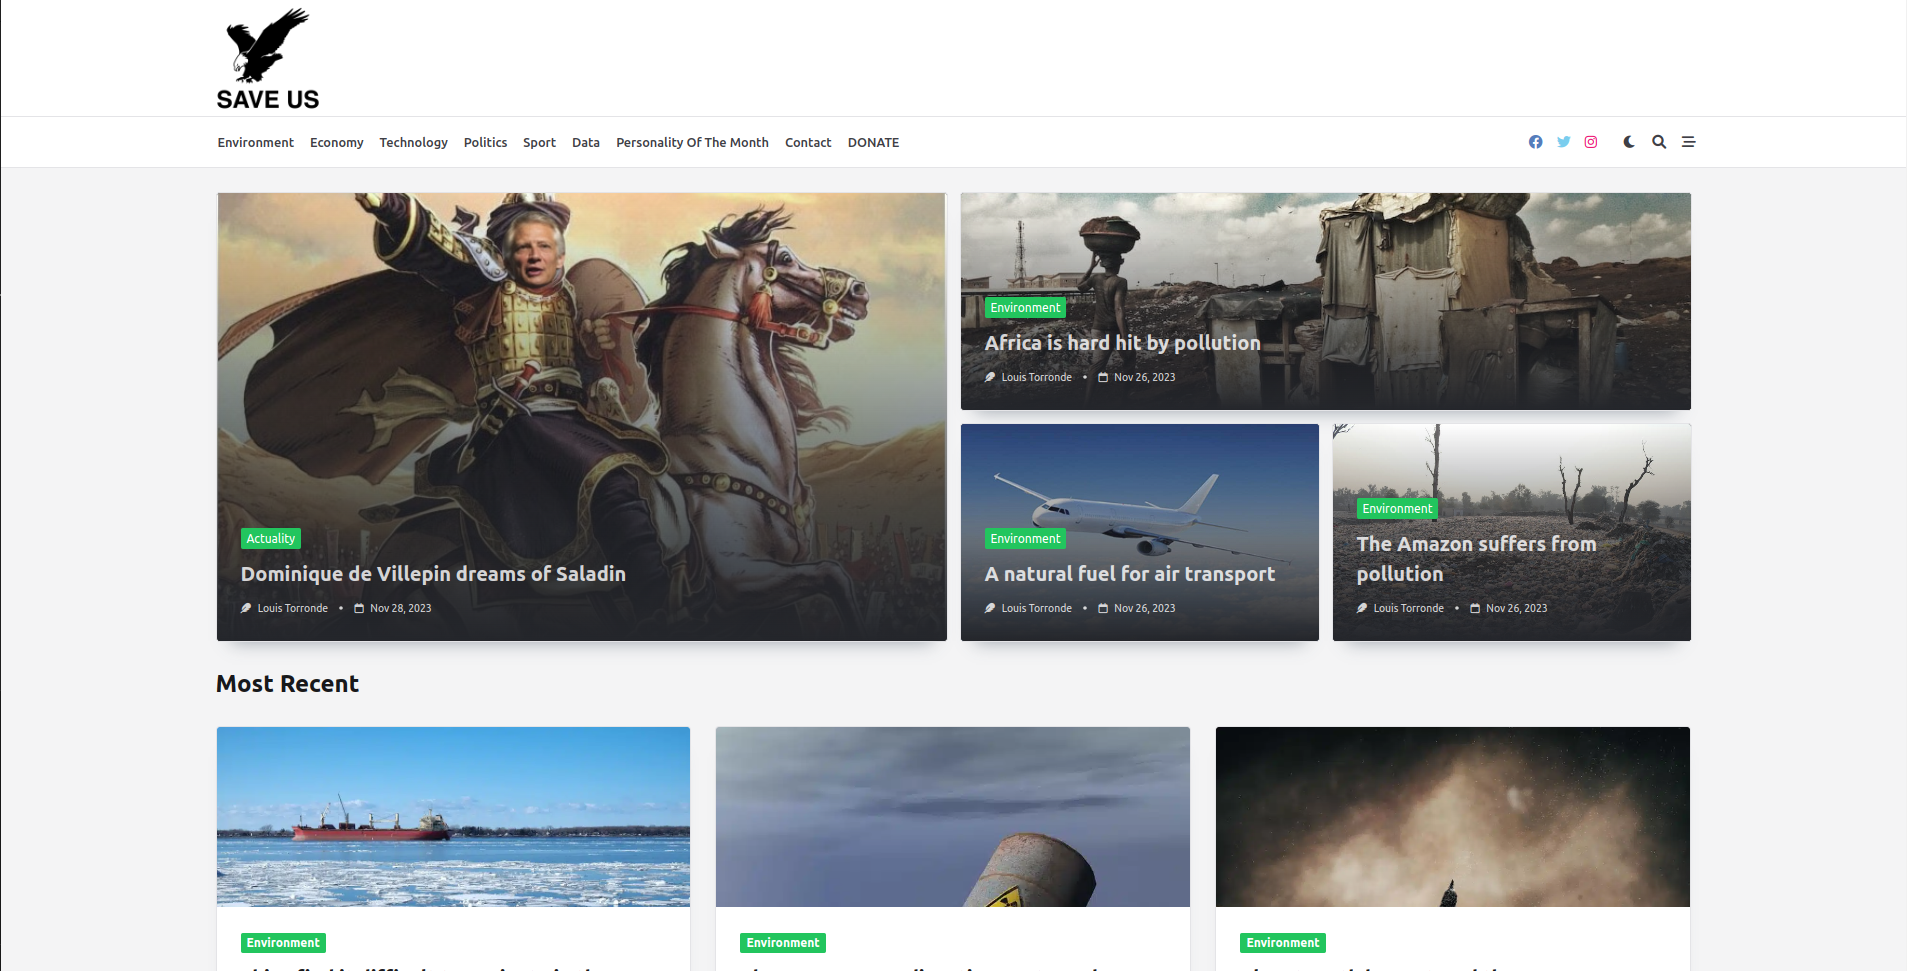 SAVE US
Environment Economy Technology Politics Sport Data Personality Of The Month Contact DONATE
Actuality
Dominique de Villepin dreams of Saladin
Louis Torronde • Nov 28, 2023
Environment
Africa is hard hit by pollution
Louis Torronde • Nov 26, 2023
Environment
A natural fuel for air transport
Louis Torronde • Nov 26, 2023
Environment
The Amazon suffers from
pollution
Louis Torronde • Nov 26, 2023
Most Recent
Environment
Environment
Environment